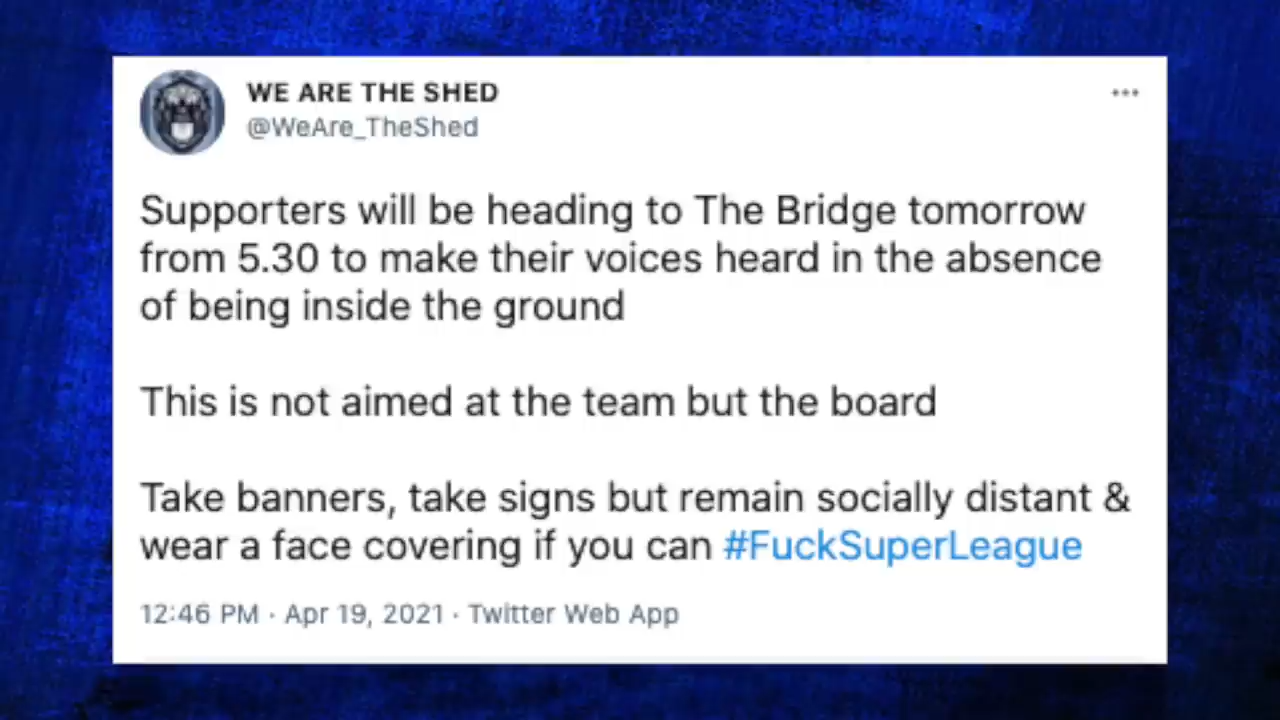 WE ARE THE SHED
@WeAre_TheShed
Supporters will be heading to The Bridge tomorrow
from 5.30 to make their voices heard in the absence
of being inside the ground
This is not aimed at the team but the board
Take banners, take signs but remain socially distant &
wear a face covering if you can #FuckSuperLeague
12:46 PM · Apr 19, 2021 · Twitter Web App